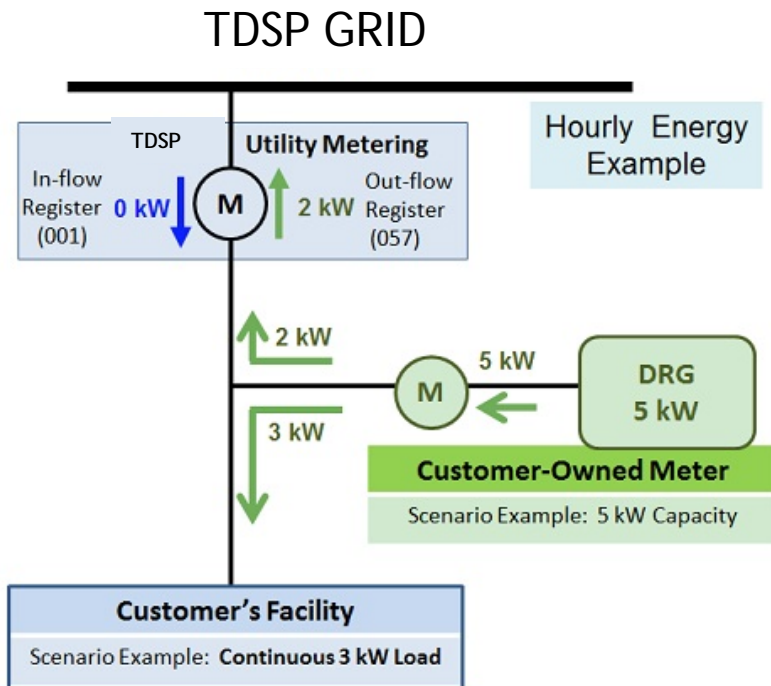 TDSP GRID
Hourly Energy
Example
TDSP
Utility Metering
In-flow
Register
(001)
0 kW
M
2 kW
Out-flow
Register
(057)
2 kW
5 kW
M
DRG
5 kW
3 kW
Customer-Owned Meter
Scenario Example: 5 kW Capacity
Customer's Facility
Scenario Example: Continuous 3 kW Load